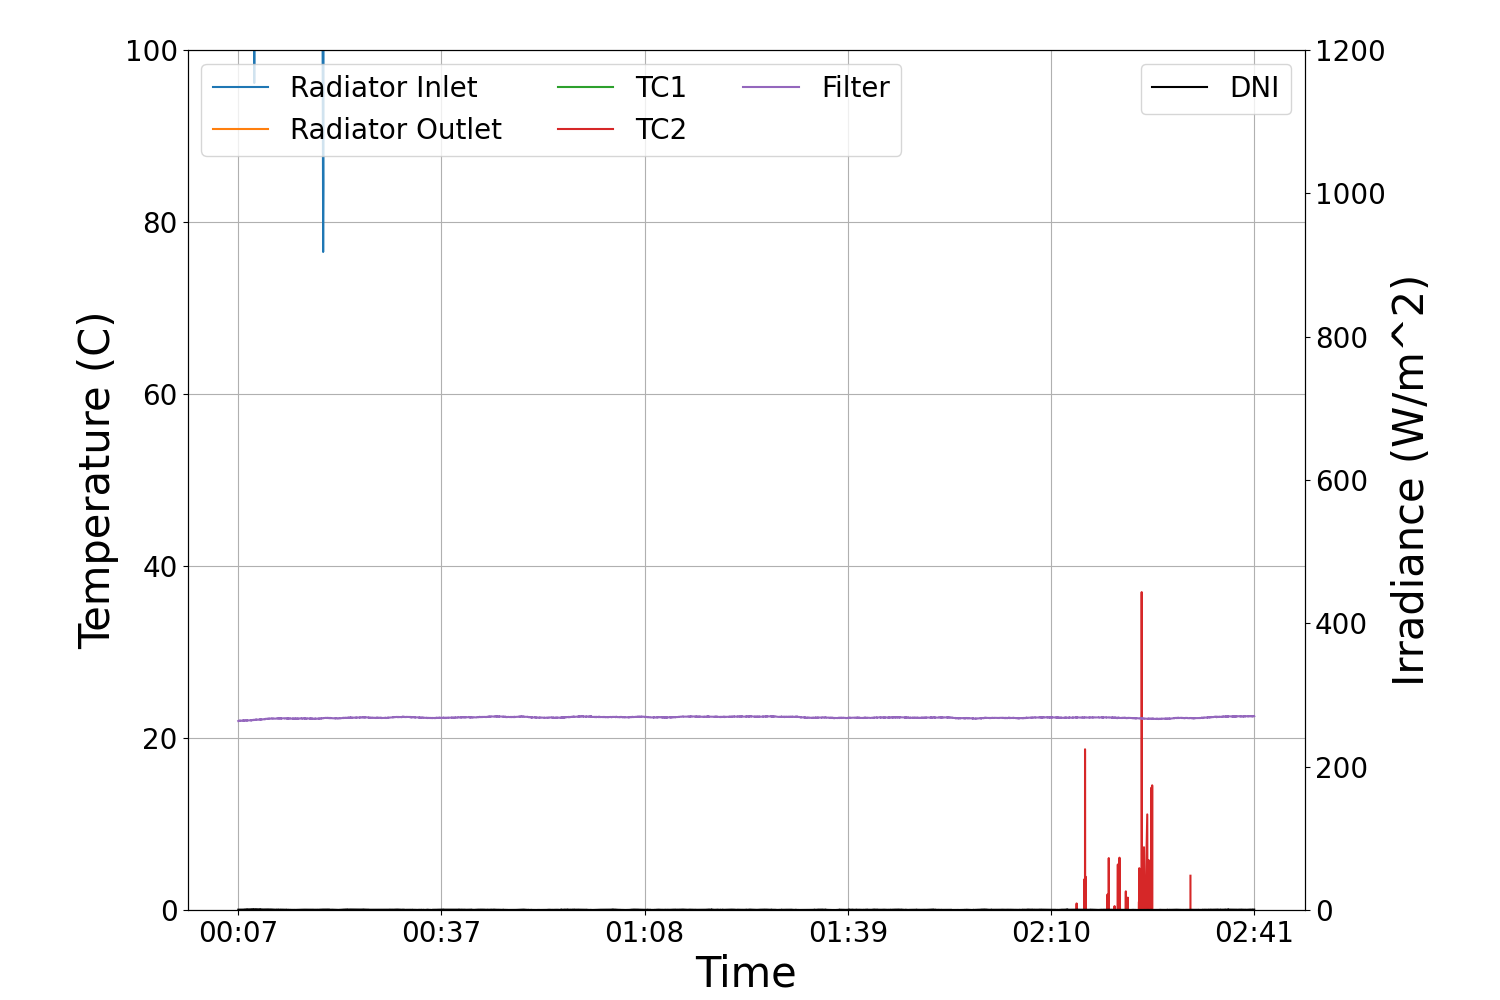 Radiator Inlet
Radiator Outlet
TC1
TC2
Filter
DNI
Temperature (C)
100
80
60
40
20
0
1200
1000
800
600
400
200
0
Irradiance (W/m^2)
00:07 00:37 01:08 01:39 02:10 02:41
Time